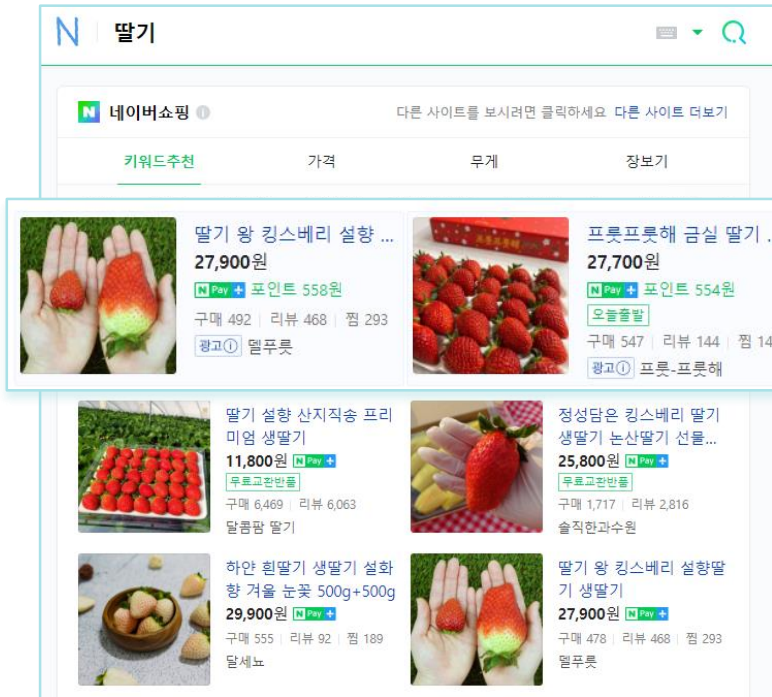 N 딸기
N 네이버쇼핑 ⓘ 다른 사이트를 보시려면 클릭하세요 다른 사이트 더보기
키워드추천 가격 무게 장보기
딸기 왕 킹스베리 설향 ...
27,900원
N Pay + 포인트 558원
구매 492 | 리뷰 468 | 찜 293
광고ⓘ 델푸룻
프룻프룻해 금실 딸기 ..
27,700원
N Pay + 포인트 554원
오늘출발
구매 547 | 리뷰 144 | 찜 14
광고ⓘ 프룻-프룻해
딸기 설향 산지직송 프리
미엄 생딸기
11,800원 N Pay +
무료교환반품
구매 6,469 | 리뷰 6,063
달콤팜 딸기
정성담은 킹스베리 딸기
생딸기 논산딸기 선물...
25,800원 N Pay +
무료교환반품
구매 1,717 | 리뷰 2,816
솔직한과수원
하얀 흰딸기 생딸기 설화
향 겨울 눈꽃 500g+500g
29,900원 N Pay +
구매 555 | 리뷰 92 | 찜 189
달세뇨
딸기 왕 킹스베리 설향딸
기 생딸기
27,900원 N Pay +
구매 478 | 리뷰 468 | 찜 293
델푸룻